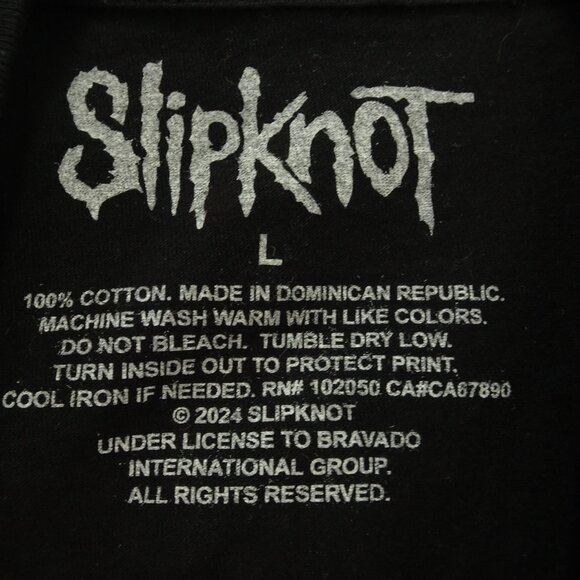 SlipknoT
L
100% COTTON. MADE IN DOMINICAN REPUBLIC.
MACHINE WASH WARM WITH LIKE COLORS.
DO NOT BLEACH. TUMBLE DRY LOW.
TURN INSIDE OUT TO PROTECT PRINT.
COOL IRON IF NEEDED. RN# 102050 CA#CA67890
© 2024 SLIPKNOT
UNDER LICENSE TO BRAVADO
INTERNATIONAL GROUP.
ALL RIGHTS RESERVED.